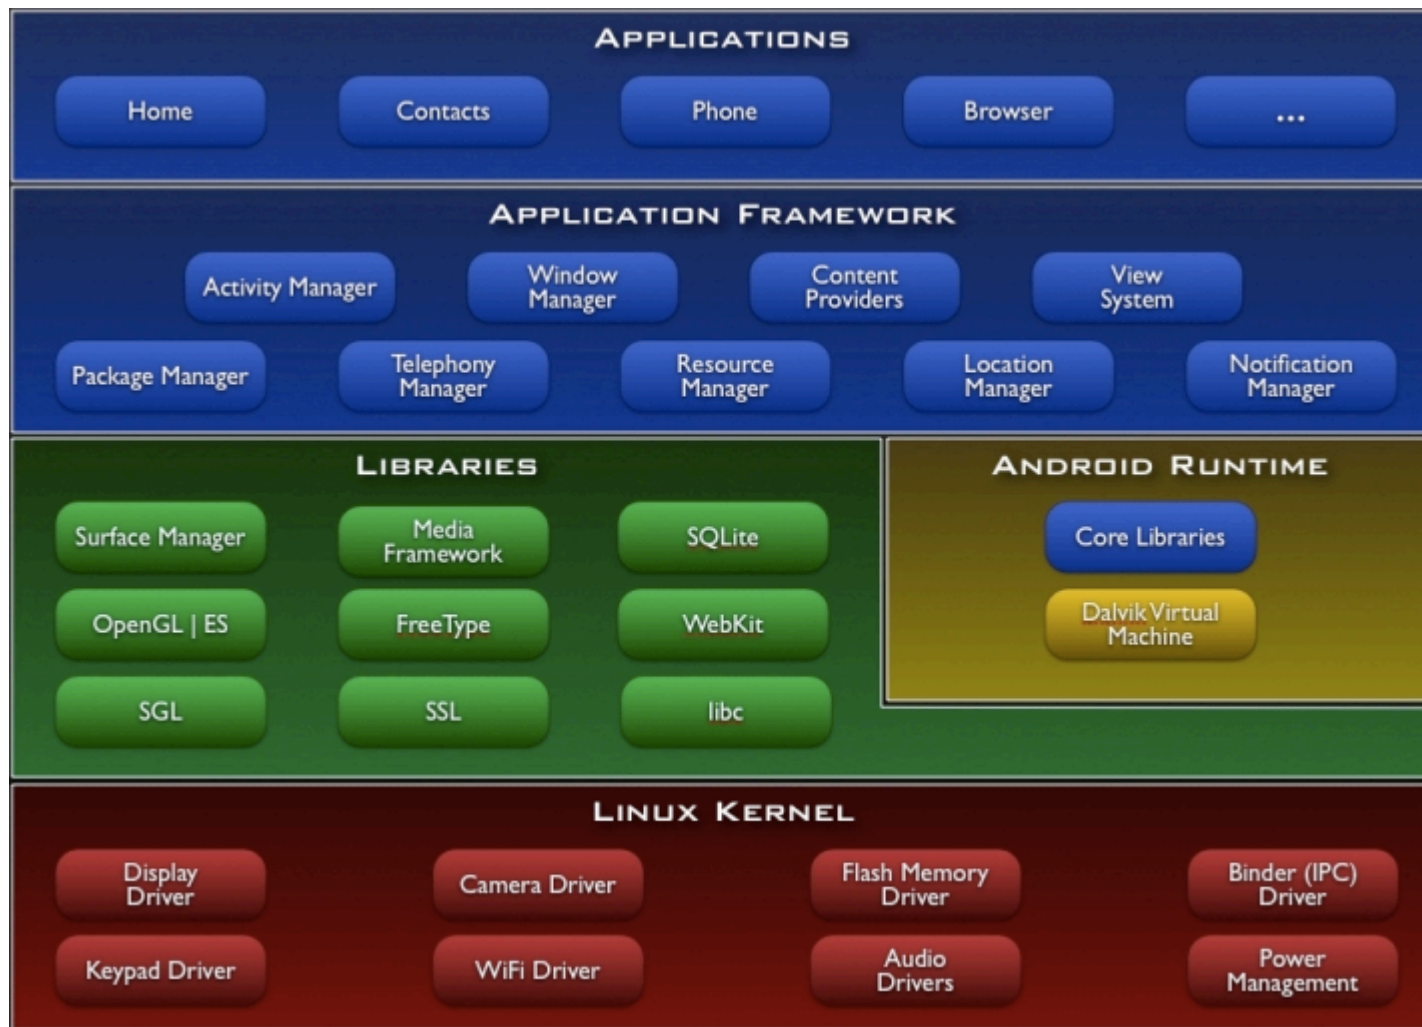 APPLICATIONS
Home
Contacts
Phone
Browser
...
APPLICATION FRAMEWORK
Activity Manager
Window
Manager
Content
Providers
View
System
Package Manager
Telephony
Manager
Resource
Manager
Location
Manager
Notification
Manager
LIBRARIES
Surface Manager
Media
Framework
SQLite
OpenGL | ES
FreeType
WebKit
SGL
SSL
libc
ANDROID RUNTIME
Core Libraries
Dalvik Virtual
Machine
LINUX KERNEL
Display
Driver
Camera Driver
Flash Memory
Driver
Binder (IPC)
Driver
Keypad Driver
WiFi Driver
Audio
Drivers
Power
Management